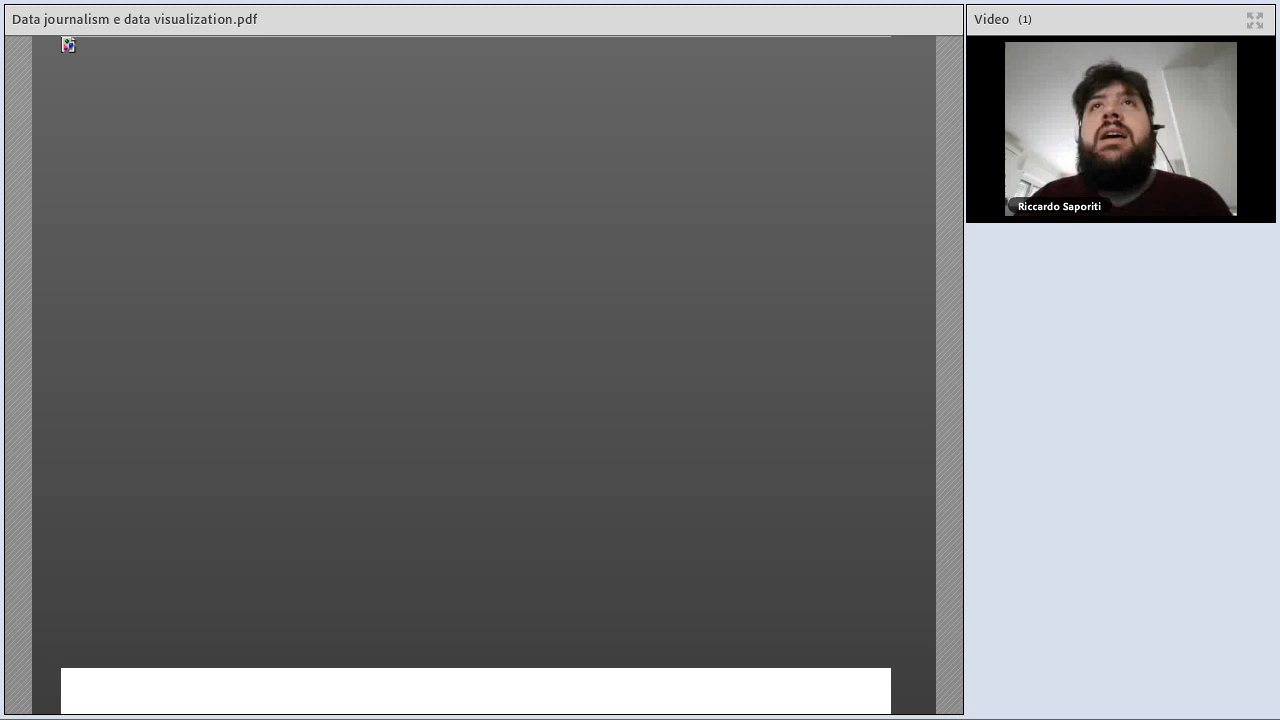 Data journalism e data visualization.pdf
Video (1)
Riccardo Saporiti